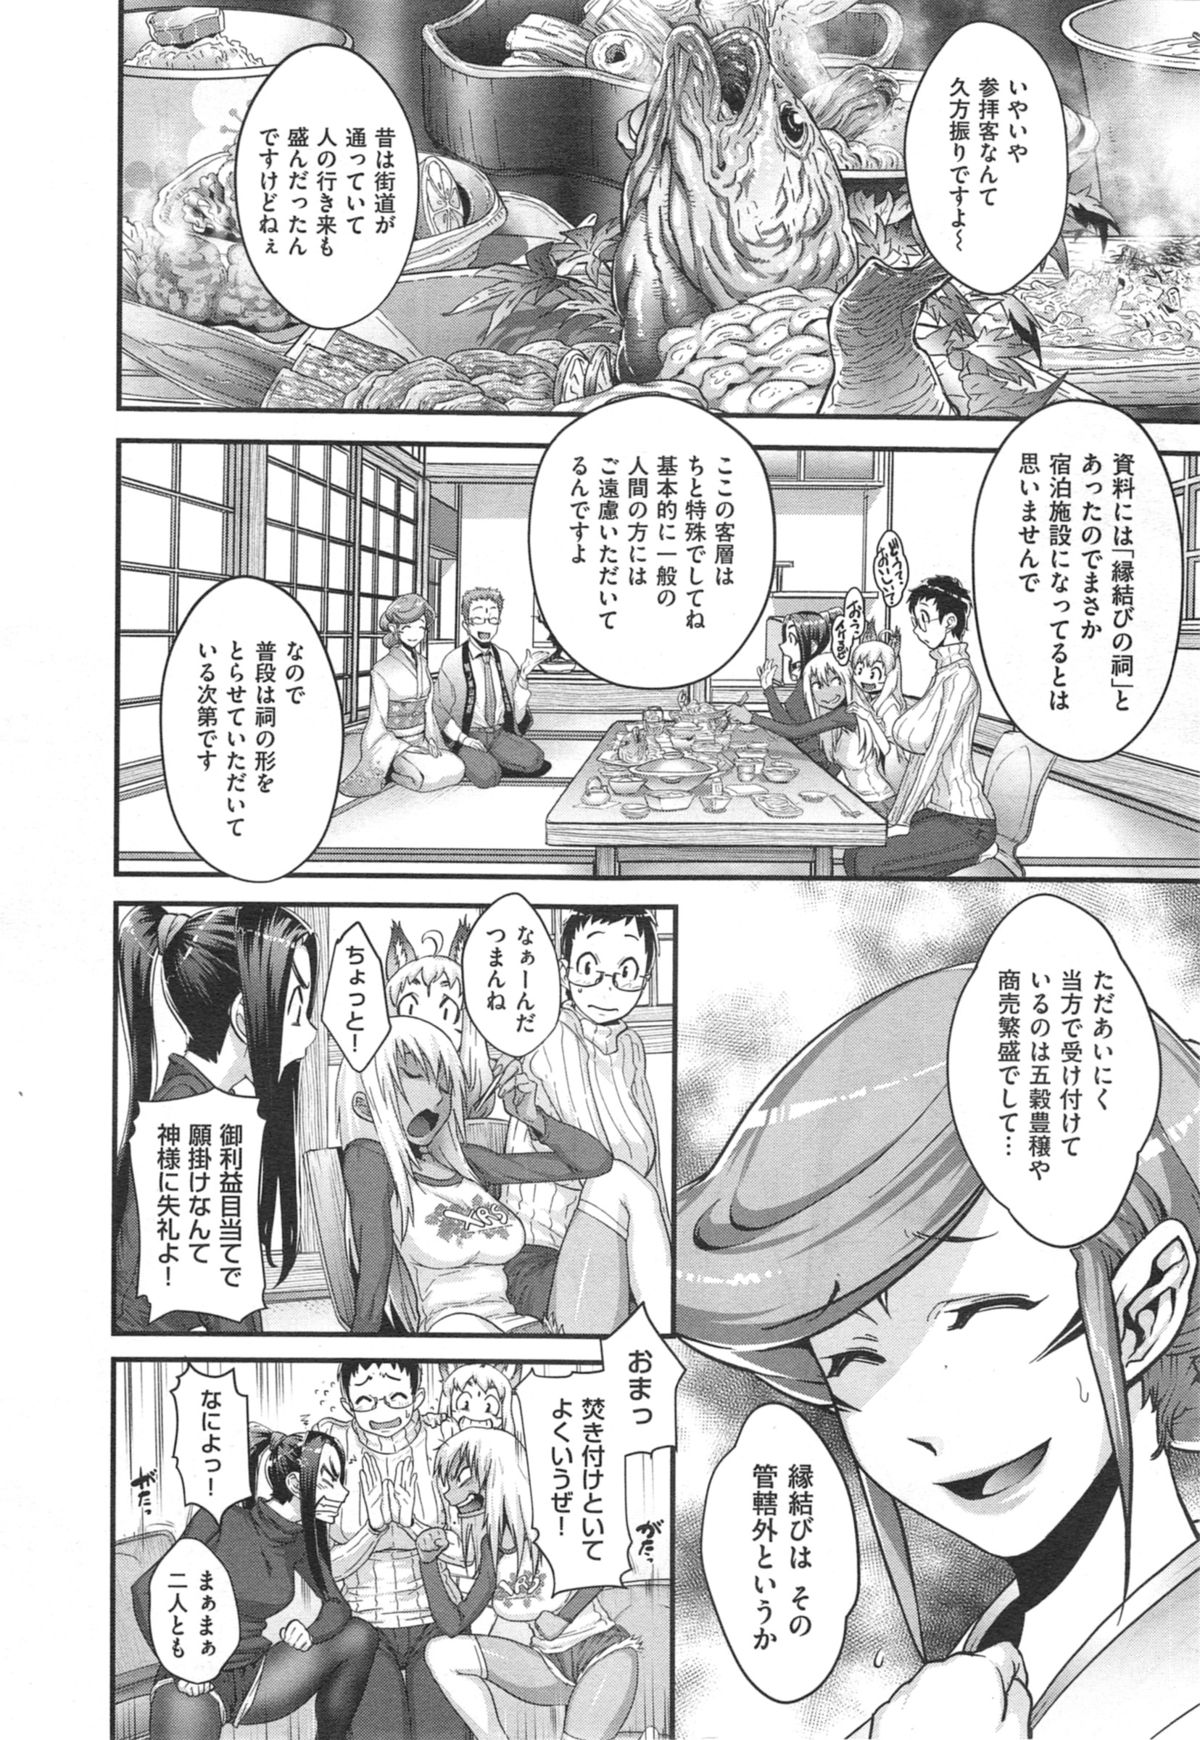 いやいや
参拝客なんて
久方振りですよ～
昔は街道が
通っていて
人の行き来も
盛んだったん
ですけどねぇ
資料には「縁結びの祠」と
あったのでまさか
宿泊施設になってるとは
思いませんで
ここの客層は
ちと特殊でしてね
基本的に一般の
人間の方には
ご遠慮いただいて
るんですよ
なので
普段は祠の形を
とらせていただいて
いる次第です
ただあいにく
当方で受け付けて
いるのは五穀豊穣や
商売繁盛でして…
縁結びは その
管轄外というか
なぁーんだ
つまんね
ちょっと！
御利益目当てで
願掛けなんて
神様に失礼よ！
XRS
おまっ
焚き付けといて
よくいうぜ！
なによっ！
まぁまぁ
二人とも